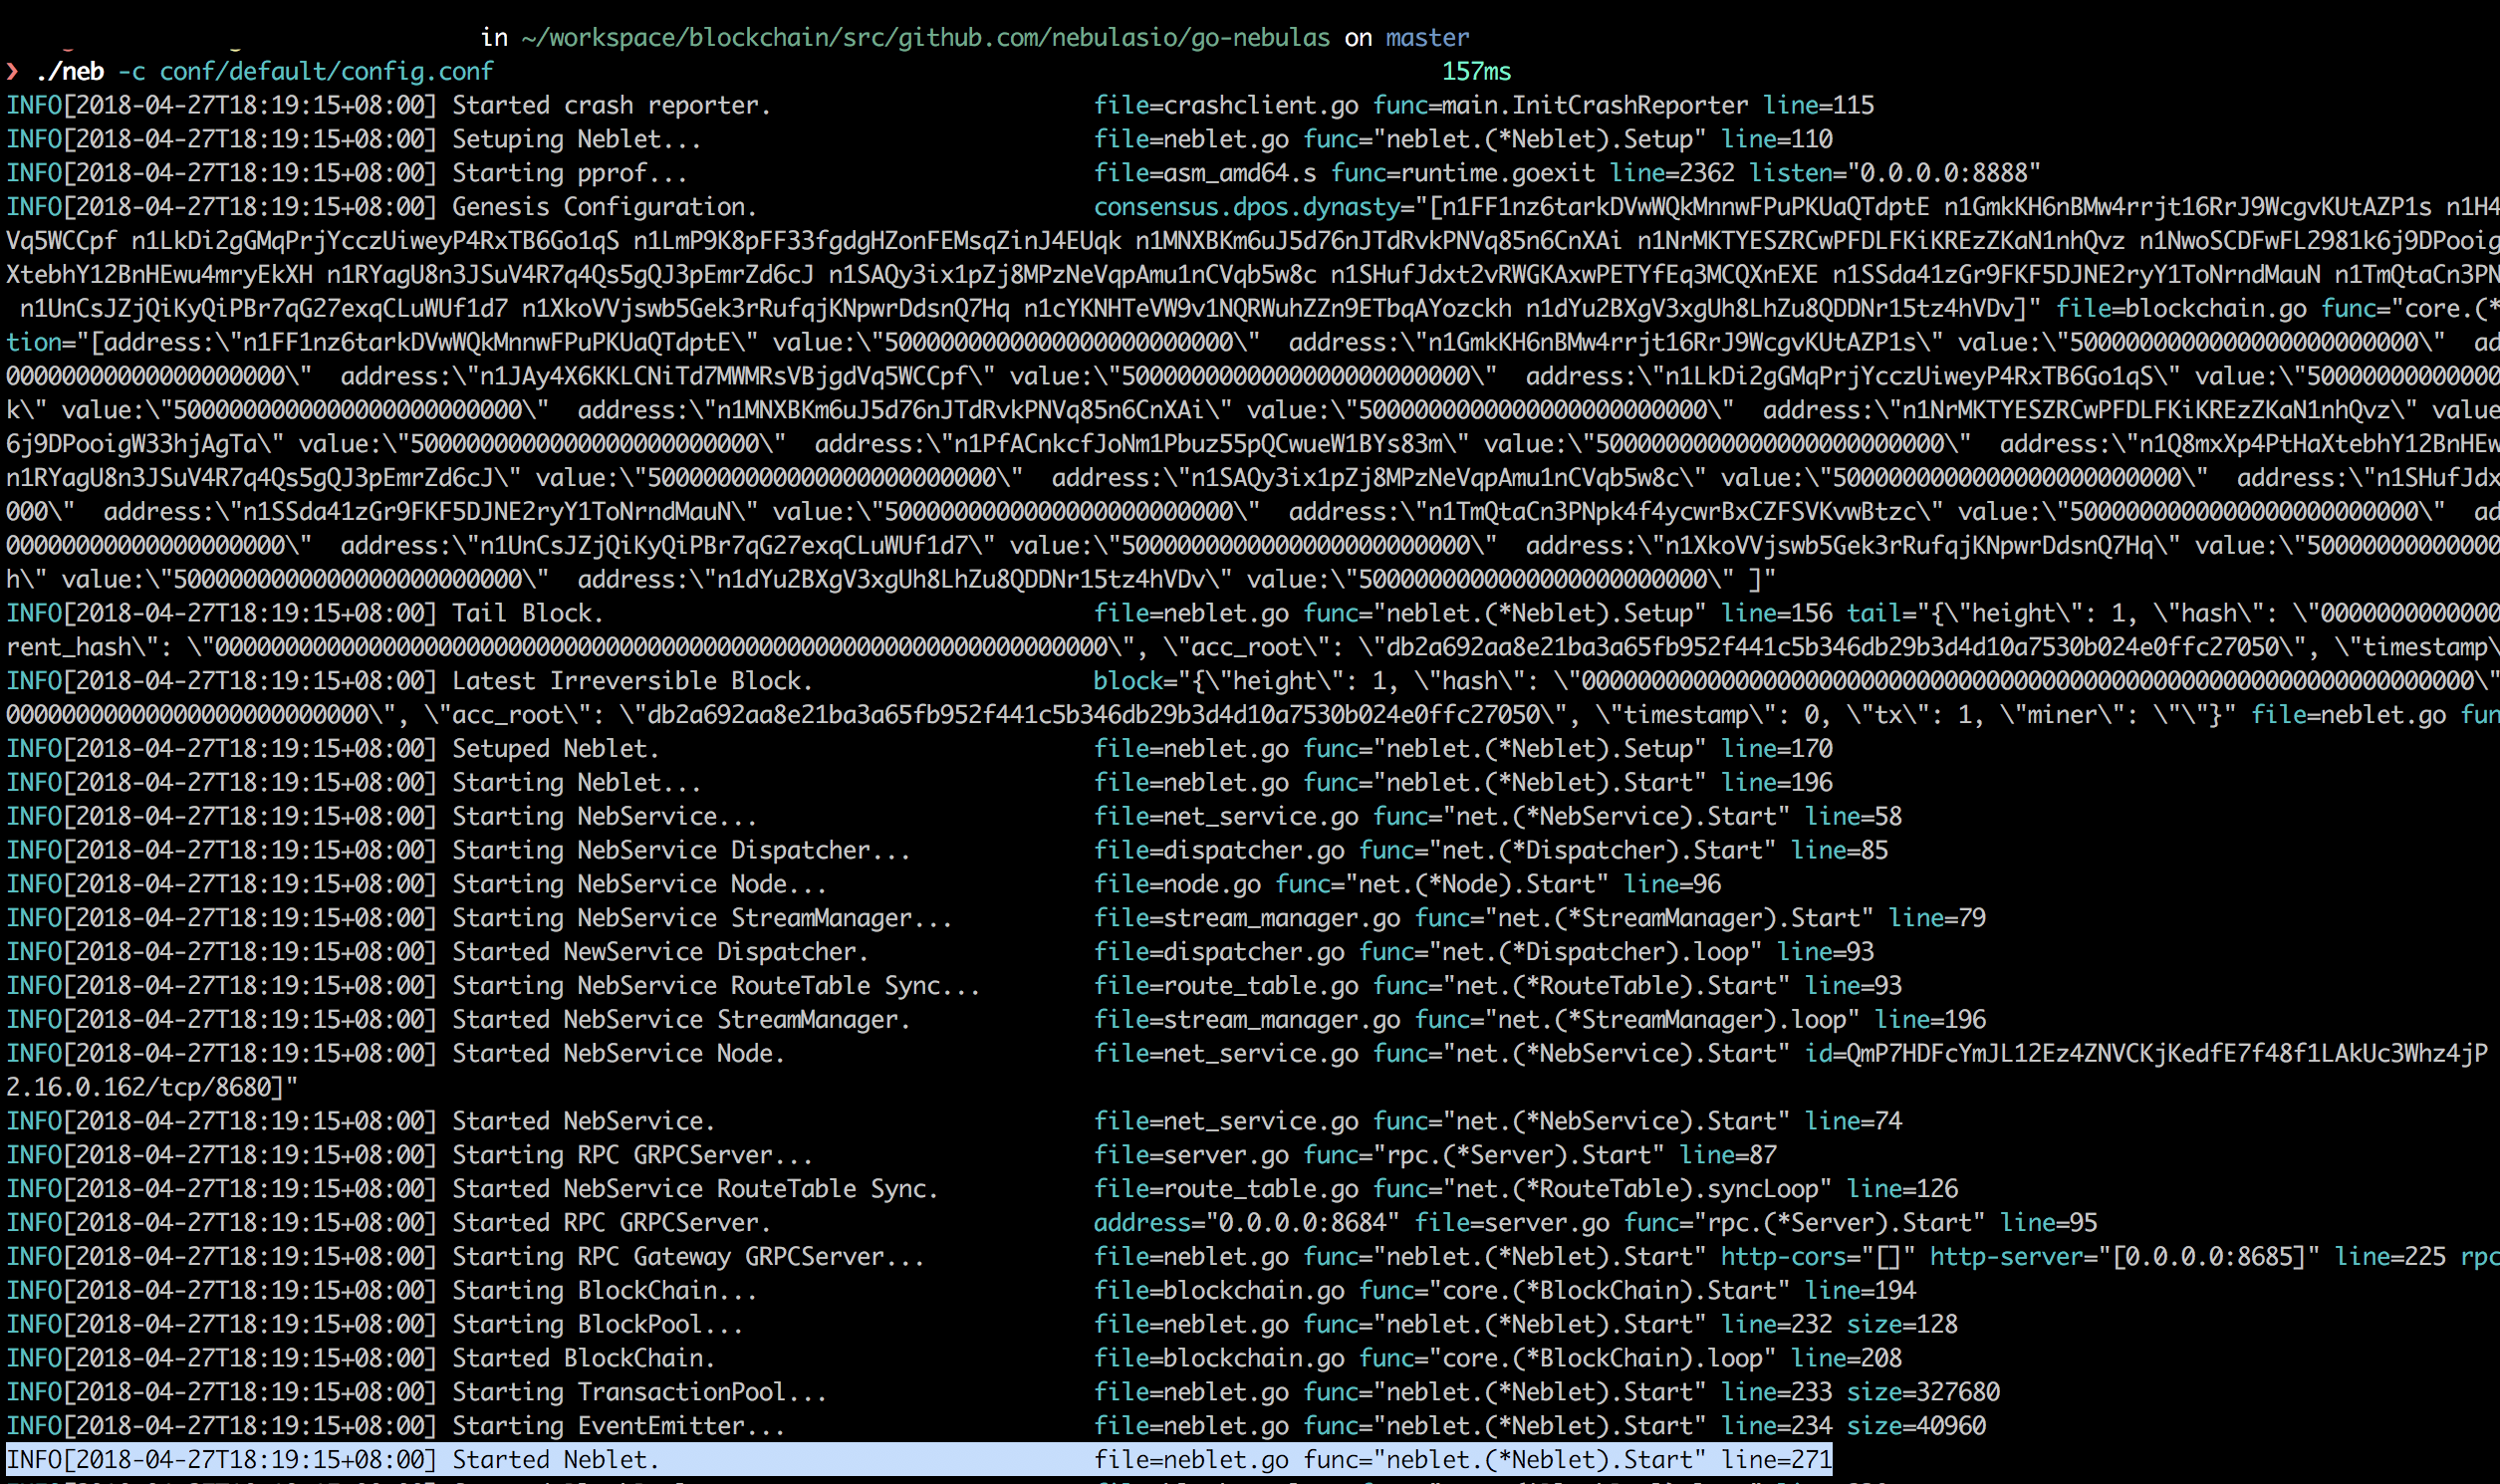 in ~/workspace/blockchain/src/github.com/nebulasio/go-nebulas on master
❯ ./neb -c conf/default/config.conf 157ms
INFO[2018-04-27T18:19:15+08:00] Started crash reporter. file=crashclient.go func=main.InitCrashReporter line=115
INFO[2018-04-27T18:19:15+08:00] Setuping Neblet... file=neblet.go func="neblet.(*Neblet).Setup" line=110
INFO[2018-04-27T18:19:15+08:00] Starting pprof... file=asm_amd64.s func=runtime.goexit line=2362 listen="0.0.0.0:8888"
INFO[2018-04-27T18:19:15+08:00] Genesis Configuration. consensus.dpos.dynasty="[n1FF1nz6tarkDVwWQkMnnwFPuPKUaQTdptE n1GmkKH6nBMw4rrjt16RrJ9WcgvKUtAZP1s n1H4
Vq5WCCpf n1LkDi2gGMqPrjYcczUiweyP4RxTB6Go1qS n1LmP9K8pFF33fgdgHZonFEMsqZinJ4EUqk n1MNXBKm6uJ5d76nJTdRvkPNVq85n6CnXAi n1NrMKTYESZRCwPFDLFKiKREzZKaN1nhQvz n1NwoSCDFwFL2981k6j9DPooig
XtebhY12BnHEwu4mryEkXH n1RYagU8n3JSuV4R7q4Qs5gQJ3pEmrZd6cJ n1SAQy3ix1pZj8MPzNeVqpAmu1nCVqb5w8c n1SHufJdxt2vRWGKAxwPETYfEq3MCQXnEXE n1SSda41zGr9FKF5DJNE2ryY1ToNrndMauN n1TmQtaCn3PN
n1UnCsJZjQiKyQiPBr7qG27exqCLuWUf1d7 n1XkoVVjswb5Gek3rRufqjKNpwrDdsnQ7Hq n1cYKNHTeVW9v1NQRWuhZZn9ETbqAYozckh n1dYu2BXgV3xgUh8LhZu8QDDNr15tz4hVDv]" file=blockchain.go func="core.(*
tion="[address:\"n1FF1nz6tarkDVwWQkMnnwFPuPKUaQTdptE\" value:\"5000000000000000000000000\" address:\"n1GmkKH6nBMw4rrjt16RrJ9WcgvKUtAZP1s\" value:\"5000000000000000000000000\" ad
00000000000000000000\" address:\"n1JAy4X6KKLCNiTd7MWMRsVBjgdVq5WCCpf\" value:\"5000000000000000000000000\" address:\"n1LkDi2gGMqPrjYcczUiweyP4RxTB6Go1qS\" value:\"50000000000000
k\" value:\"5000000000000000000000000\" address:\"n1MNXBKm6uJ5d76nJTdRvkPNVq85n6CnXAi\" value:\"5000000000000000000000000\" address:\"n1NrMKTYESZRCwPFDLFKiKREzZKaN1nhQvz\" value
6j9DPooigW33hjAgTa\" value:\"5000000000000000000000000\" address:\"n1PfACnkcfJoNm1Pbuz55pQCwueW1BYs83m\" value:\"5000000000000000000000000\" address:\"n1Q8mxXp4PtHaXtebhY12BnHEw
n1RYagU8n3JSuV4R7q4Qs5gQJ3pEmrZd6cJ\" value:\"5000000000000000000000000\" address:\"n1SAQy3ix1pZj8MPzNeVqpAmu1nCVqb5w8c\" value:\"5000000000000000000000000\" address:\"n1SHufJdx
000\" address:\"n1SSda41zGr9FKF5DJNE2ryY1ToNrndMauN\" value:\"5000000000000000000000000\" address:\"n1TmQtaCn3PNpk4f4ycwrBxCZFSVKvwBtzc\" value:\"5000000000000000000000000\" ad
00000000000000000000\" address:\"n1UnCsJZjQiKyQiPBr7qG27exqCLuWUf1d7\" value:\"5000000000000000000000000\" address:\"n1XkoVVjswb5Gek3rRufqjKNpwrDdsnQ7Hq\" value:\"50000000000000
h\" value:\"5000000000000000000000000\" address:\"n1dYu2BXgV3xgUh8LhZu8QDDNr15tz4hVDv\" value:\"5000000000000000000000000\" ]"
INFO[2018-04-27T18:19:15+08:00] Tail Block. file=neblet.go func="neblet.(*Neblet).Setup" line=156 tail="{\"height\": 1, \"hash\": \"0000000000000
rent_hash\": \"0000000000000000000000000000000000000000000000000000000000000000\", \"acc_root\": \"db2a692aa8e21ba3a65fb952f441c5b346db29b3d4d10a7530b024e0ffc27050\", \"timestamp\
INFO[2018-04-27T18:19:15+08:00] Latest Irreversible Block. block="{\"height\": 1, \"hash\": \"0000000000000000000000000000000000000000000000000000000000000000\"
00000000000000000000000000\", \"acc_root\": \"db2a692aa8e21ba3a65fb952f441c5b346db29b3d4d10a7530b024e0ffc27050\", \"timestamp\": 0, \"tx\": 1, \"miner\": \"\"}" file=neblet.go fun
INFO[2018-04-27T18:19:15+08:00] Setuped Neblet. file=neblet.go func="neblet.(*Neblet).Setup" line=170
INFO[2018-04-27T18:19:15+08:00] Starting Neblet... file=neblet.go func="neblet.(*Neblet).Start" line=196
INFO[2018-04-27T18:19:15+08:00] Starting NebService... file=net_service.go func="net.(*NebService).Start" line=58
INFO[2018-04-27T18:19:15+08:00] Starting NebService Dispatcher... file=dispatcher.go func="net.(*Dispatcher).Start" line=85
INFO[2018-04-27T18:19:15+08:00] Starting NebService Node... file=node.go func="net.(*Node).Start" line=96
INFO[2018-04-27T18:19:15+08:00] Starting NebService StreamManager... file=stream_manager.go func="net.(*StreamManager).Start" line=79
INFO[2018-04-27T18:19:15+08:00] Started NewService Dispatcher. file=dispatcher.go func="net.(*Dispatcher).loop" line=93
INFO[2018-04-27T18:19:15+08:00] Starting NebService RouteTable Sync... file=route_table.go func="net.(*RouteTable).Start" line=93
INFO[2018-04-27T18:19:15+08:00] Started NebService StreamManager. file=stream_manager.go func="net.(*StreamManager).loop" line=196
INFO[2018-04-27T18:19:15+08:00] Started NebService Node. file=net_service.go func="net.(*NebService).Start" id=QmP7HDFcYmJL12Ez4ZNVCKjKedfE7f48f1LAkUc3Whz4jP
2.16.0.162/tcp/8680]"
INFO[2018-04-27T18:19:15+08:00] Started NebService. file=net_service.go func="net.(*NebService).Start" line=74
INFO[2018-04-27T18:19:15+08:00] Starting RPC GRPCServer... file=server.go func="rpc.(*Server).Start" line=87
INFO[2018-04-27T18:19:15+08:00] Started NebService RouteTable Sync. file=route_table.go func="net.(*RouteTable).syncLoop" line=126
INFO[2018-04-27T18:19:15+08:00] Started RPC GRPCServer. address="0.0.0.0:8684" file=server.go func="rpc.(*Server).Start" line=95
INFO[2018-04-27T18:19:15+08:00] Starting RPC Gateway GRPCServer... file=neblet.go func="neblet.(*Neblet).Start" http-cors="[]" http-server="[0.0.0.0:8685]" line=225 rpc
INFO[2018-04-27T18:19:15+08:00] Starting BlockChain... file=blockchain.go func="core.(*BlockChain).Start" line=194
INFO[2018-04-27T18:19:15+08:00] Starting BlockPool... file=neblet.go func="neblet.(*Neblet).Start" line=232 size=128
INFO[2018-04-27T18:19:15+08:00] Started BlockChain. file=blockchain.go func="core.(*BlockChain).loop" line=208
INFO[2018-04-27T18:19:15+08:00] Starting TransactionPool... file=neblet.go func="neblet.(*Neblet).Start" line=233 size=327680
INFO[2018-04-27T18:19:15+08:00] Starting EventEmitter... file=neblet.go func="neblet.(*Neblet).Start" line=234 size=40960
INFO[2018-04-27T18:19:15+08:00] Started Neblet. file=neblet.go func="neblet.(*Neblet).Start" line=271